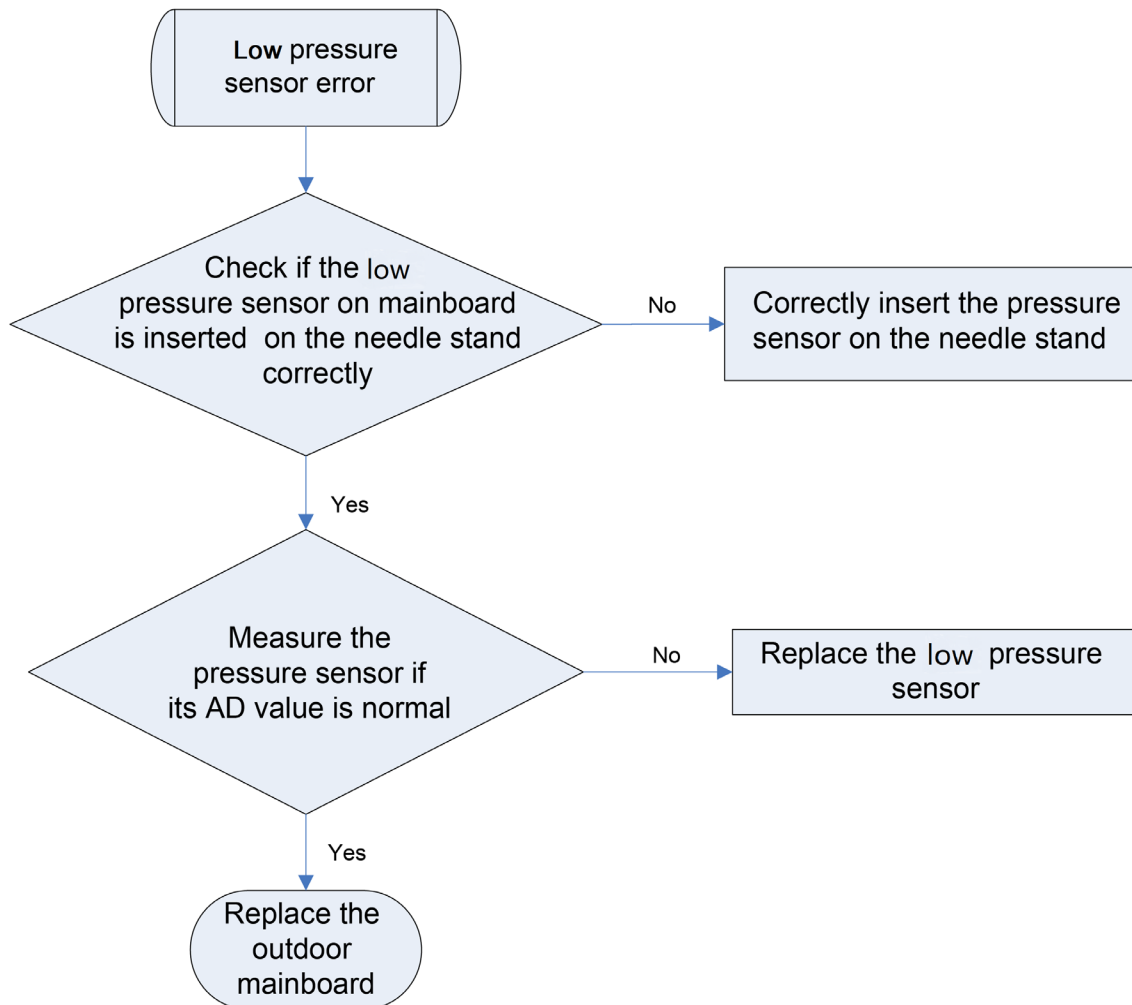 Low pressure
sensor error
Check if the low
pressure sensor on mainboard
is inserted on the needle stand
correctly
No
Correctly insert the pressure
sensor on the needle stand
Yes
Measure the
pressure sensor if
its AD value is normal
No
Replace the low pressure
sensor
Yes
Replace the
outdoor
mainboard